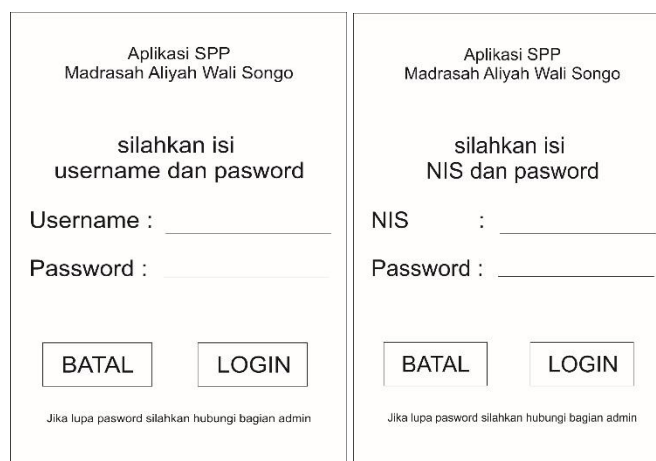 Aplikasi SPP
Madrasah Aliyah Wali Songo
silahkan isi
username dan pasword
Username :
Password :
BATAL LOGIN
Jika lupa pasword silahkan hubungi bagian admin
Aplikasi SPP
Madrasah Aliyah Wali Songo
silahkan isi
NIS dan pasword
NIS :
Password :
BATAL LOGIN
Jika lupa pasword silahkan hubungi bagian admin